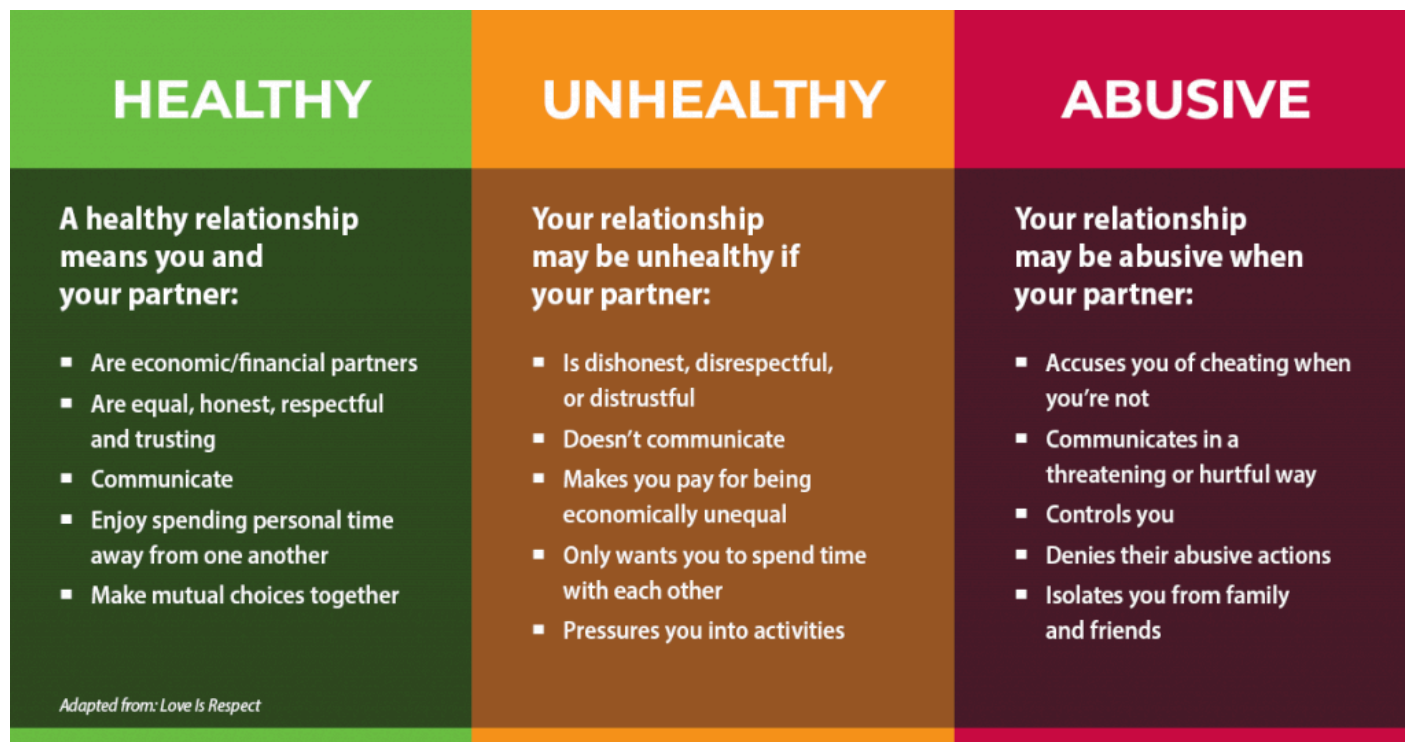 HEALTHY
A healthy relationship
means you and
your partner:
▪ Are economic/financial partners
▪ Are equal, honest, respectful
and trusting
▪ Communicate
▪ Enjoy spending personal time
away from one another
▪ Make mutual choices together
Adapted from: Love Is Respect
UNHEALTHY
Your relationship
may be unhealthy if
your partner:
▪ Is dishonest, disrespectful,
or distrustful
▪ Doesn’t communicate
▪ Makes you pay for being
economically unequal
▪ Only wants you to spend time
with each other
▪ Pressures you into activities
ABUSIVE
Your relationship
may be abusive when
your partner:
▪ Accuses you of cheating when
you’re not
▪ Communicates in a
threatening or hurtful way
▪ Controls you
▪ Denies their abusive actions
▪ Isolates you from family
and friends